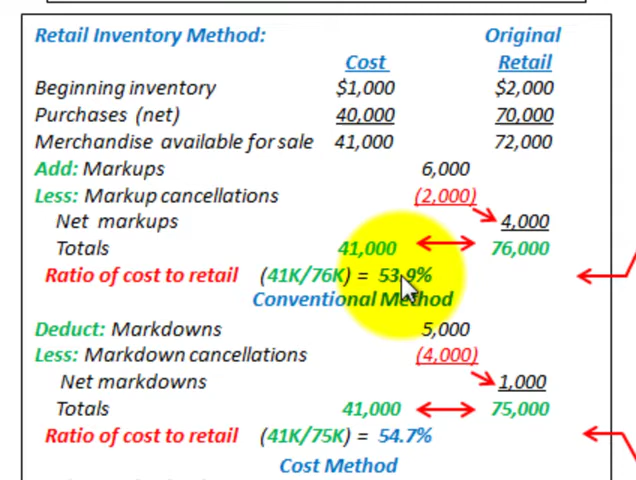 Retail Inventory Method: Original
Cost Retail
Beginning inventory $1,000 $2,000
Purchases (net) 40,000 70,000
Merchandise available for sale 41,000 72,000
Add: Markups 6,000
Less: Markup cancellations (2,000)
Net markups 4,000
Totals 41,000 76,000
Ratio of cost to retail (41K/76K) = 53.9%
Conventional Method
Deduct: Markdowns 5,000
Less: Markdown cancellations (4,000)
Net markdowns 1,000
Totals 41,000 75,000
Ratio of cost to retail (41K/75K) = 54.7%
Cost Method